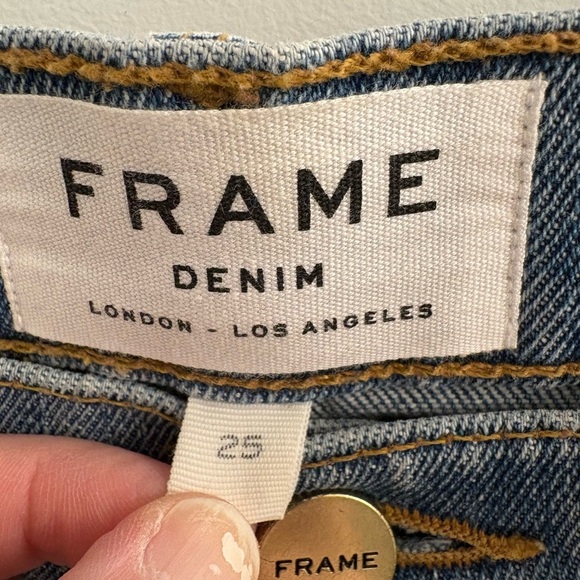 FRAME
DENIM
LONDON - LOS ANGELES
25
FRAME